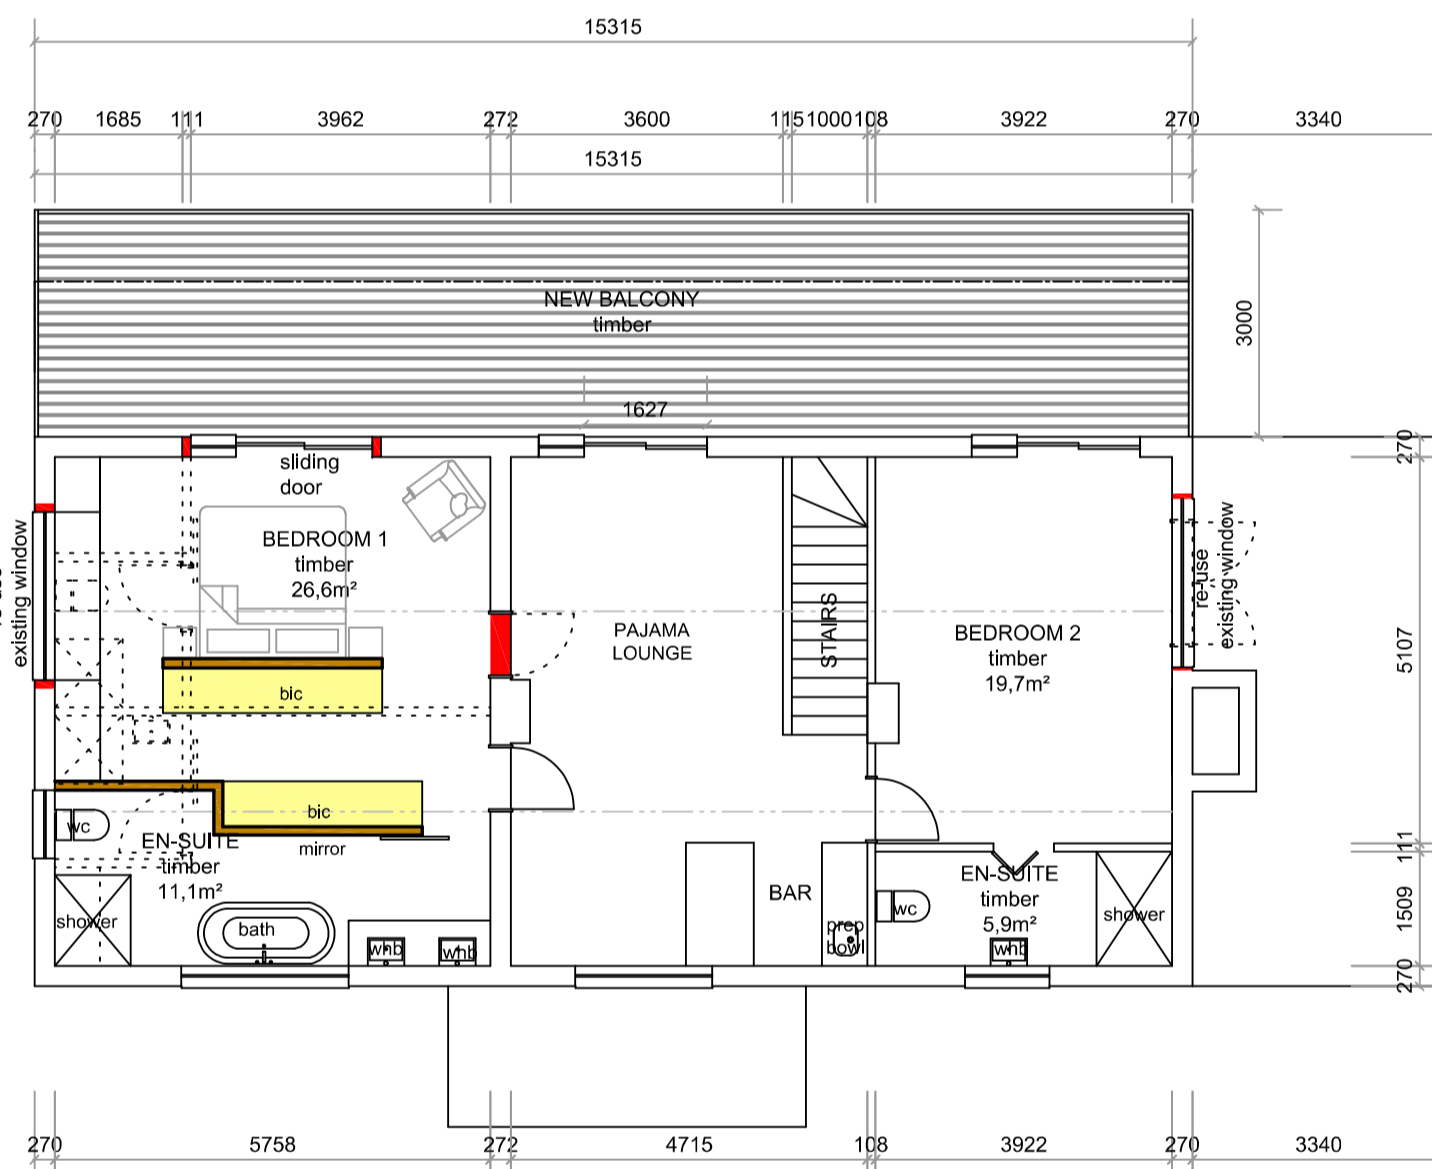 15315
270 1685 111 3962 272 3600 115 1000 108 3922 270 3340
15315
NEW BALCONY
timber
3000
1627
270
sliding
door
BEDROOM 1
timber
26,6m²
existing window
PAJAMA
LOUNGE
STAIRS
BEDROOM 2
timber
19,7m²
re-use
existing window
5107
bic
bic
wc
EN-SUITE
timber
11,1m²
mirror
shower
bath
whb
whb
BAR
prep
bowl
wc
EN-SUITE
timber
5,9m²
whb
shower
111
1509
270
270 5758 272 4715 108 3922 270 3340